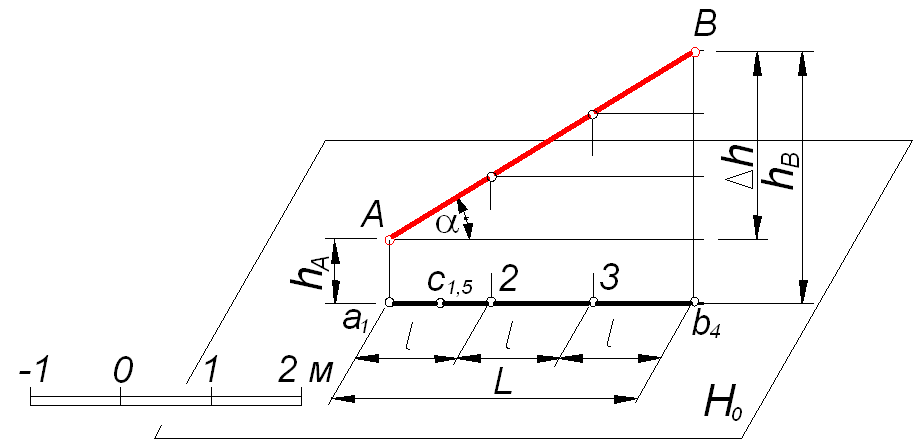 B
Δh
h_B
A
α
h_A
c_1,5 2 3
a_1 b_4
l l l
-1 0 1 2 м
L
H_0